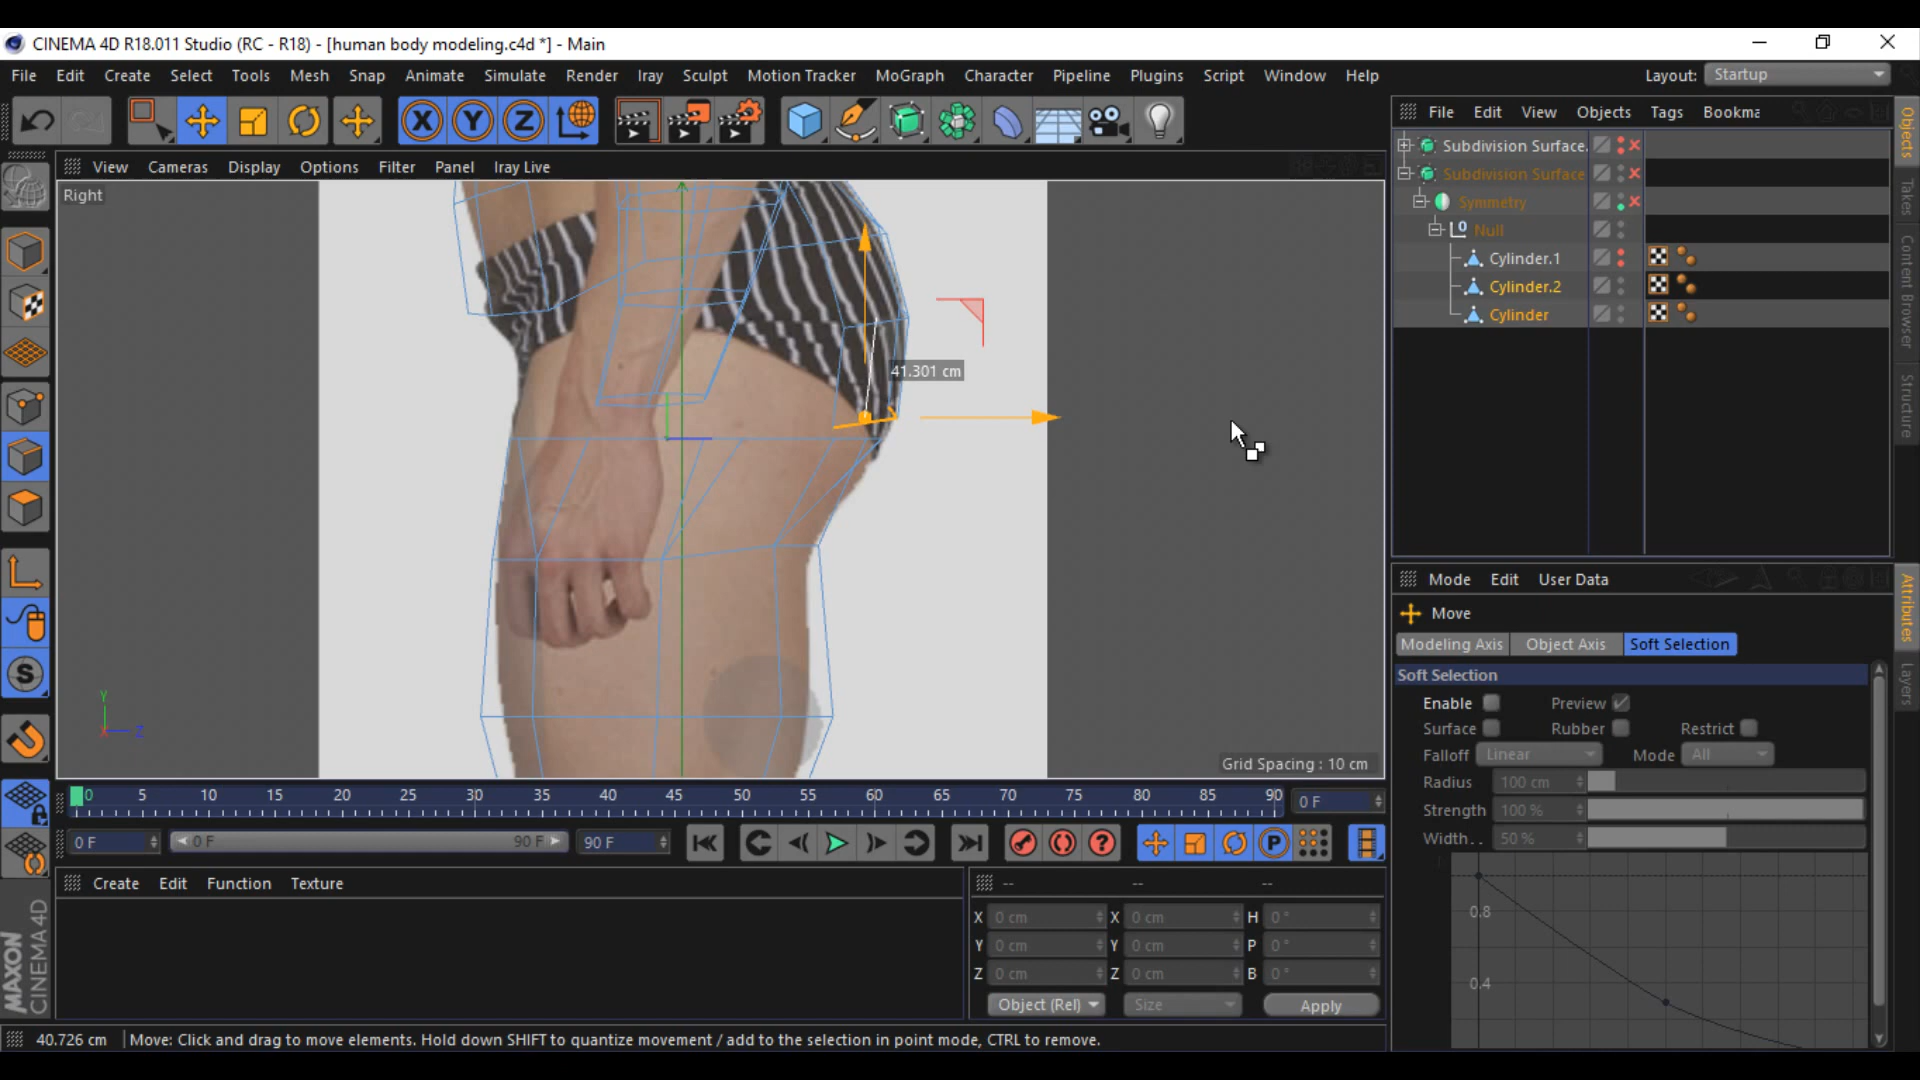 CINEMA 4D R18.011 Studio (RC - R18) - [human body modeling.c4d *] - Main
File Edit Create Select Tools Mesh Snap Animate Simulate Render Iray Sculpt Motion Tracker MoGraph Character Pipeline Plugins Script Window Help
Layout: Startup
X Y Z
File Edit View Objects Tags Bookma
View Cameras Display Options Filter Panel Iray Live
Right
Subdivision Surface.
Subdivision Surface
Symmetry
Null
Cylinder.1
Cylinder.2
Cylinder
Objects
Takes
Content Browser
Structure
41.301 cm
Y
X
Z
Grid Spacing : 10 cm
Mode Edit User Data
Move
Modeling Axis Object Axis Soft Selection
Soft Selection
Enable Preview
Surface Rubber Restrict
Falloff Linear Mode All
Radius 100 cm
Strength 100 %
Width.. 50 %
0.8
0.4
Attributes
Layers
0 5 10 15 20 25 30 35 40 45 50 55 60 65 70 75 80 85 90 0 F
0 F 0 F 90 F 90 F
P
Create Edit Function Texture
-- -- --
X 0 cm X 0 cm H 0 °
Y 0 cm Y 0 cm P 0 °
Z 0 cm Z 0 cm B 0 °
Object (Rel) Size Apply
MAXON
CINEMA 4D
40.726 cm Move: Click and drag to move elements. Hold down SHIFT to quantize movement / add to the selection in point mode, CTRL to remove.